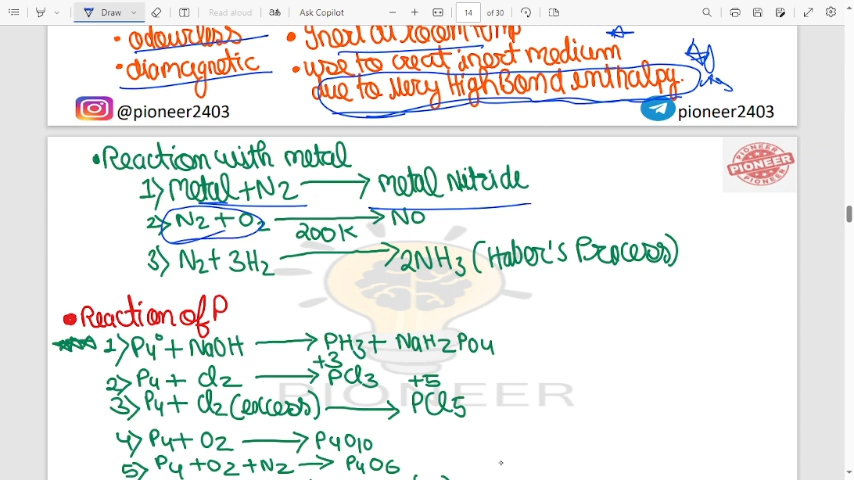 Draw
Read aloud
Ask Copilot
14 of 30
• odourless
• Inert at room temp
• diamagnetic
• use to creat inert medium
due to very High Bond enthalpy.
@pioneer2403
pioneer2403
• Reaction with metal
PIONEER
1) Metal + N2 → Metal Nitride
2) N2 + O2 → NO
200K
3) N2 + 3H2 → 2NH3 (Haber's Process)
• Reaction of P
1) P4° + NaOH → PH3 + NaH2PO4
+3
2) P4 + Cl2 → PCl3
+5
3) P4 + Cl2 (excess) → PCl5
PIONEER
4) P4 + O2 → P4O10
5) P4 + O2 + N2 → P4O6